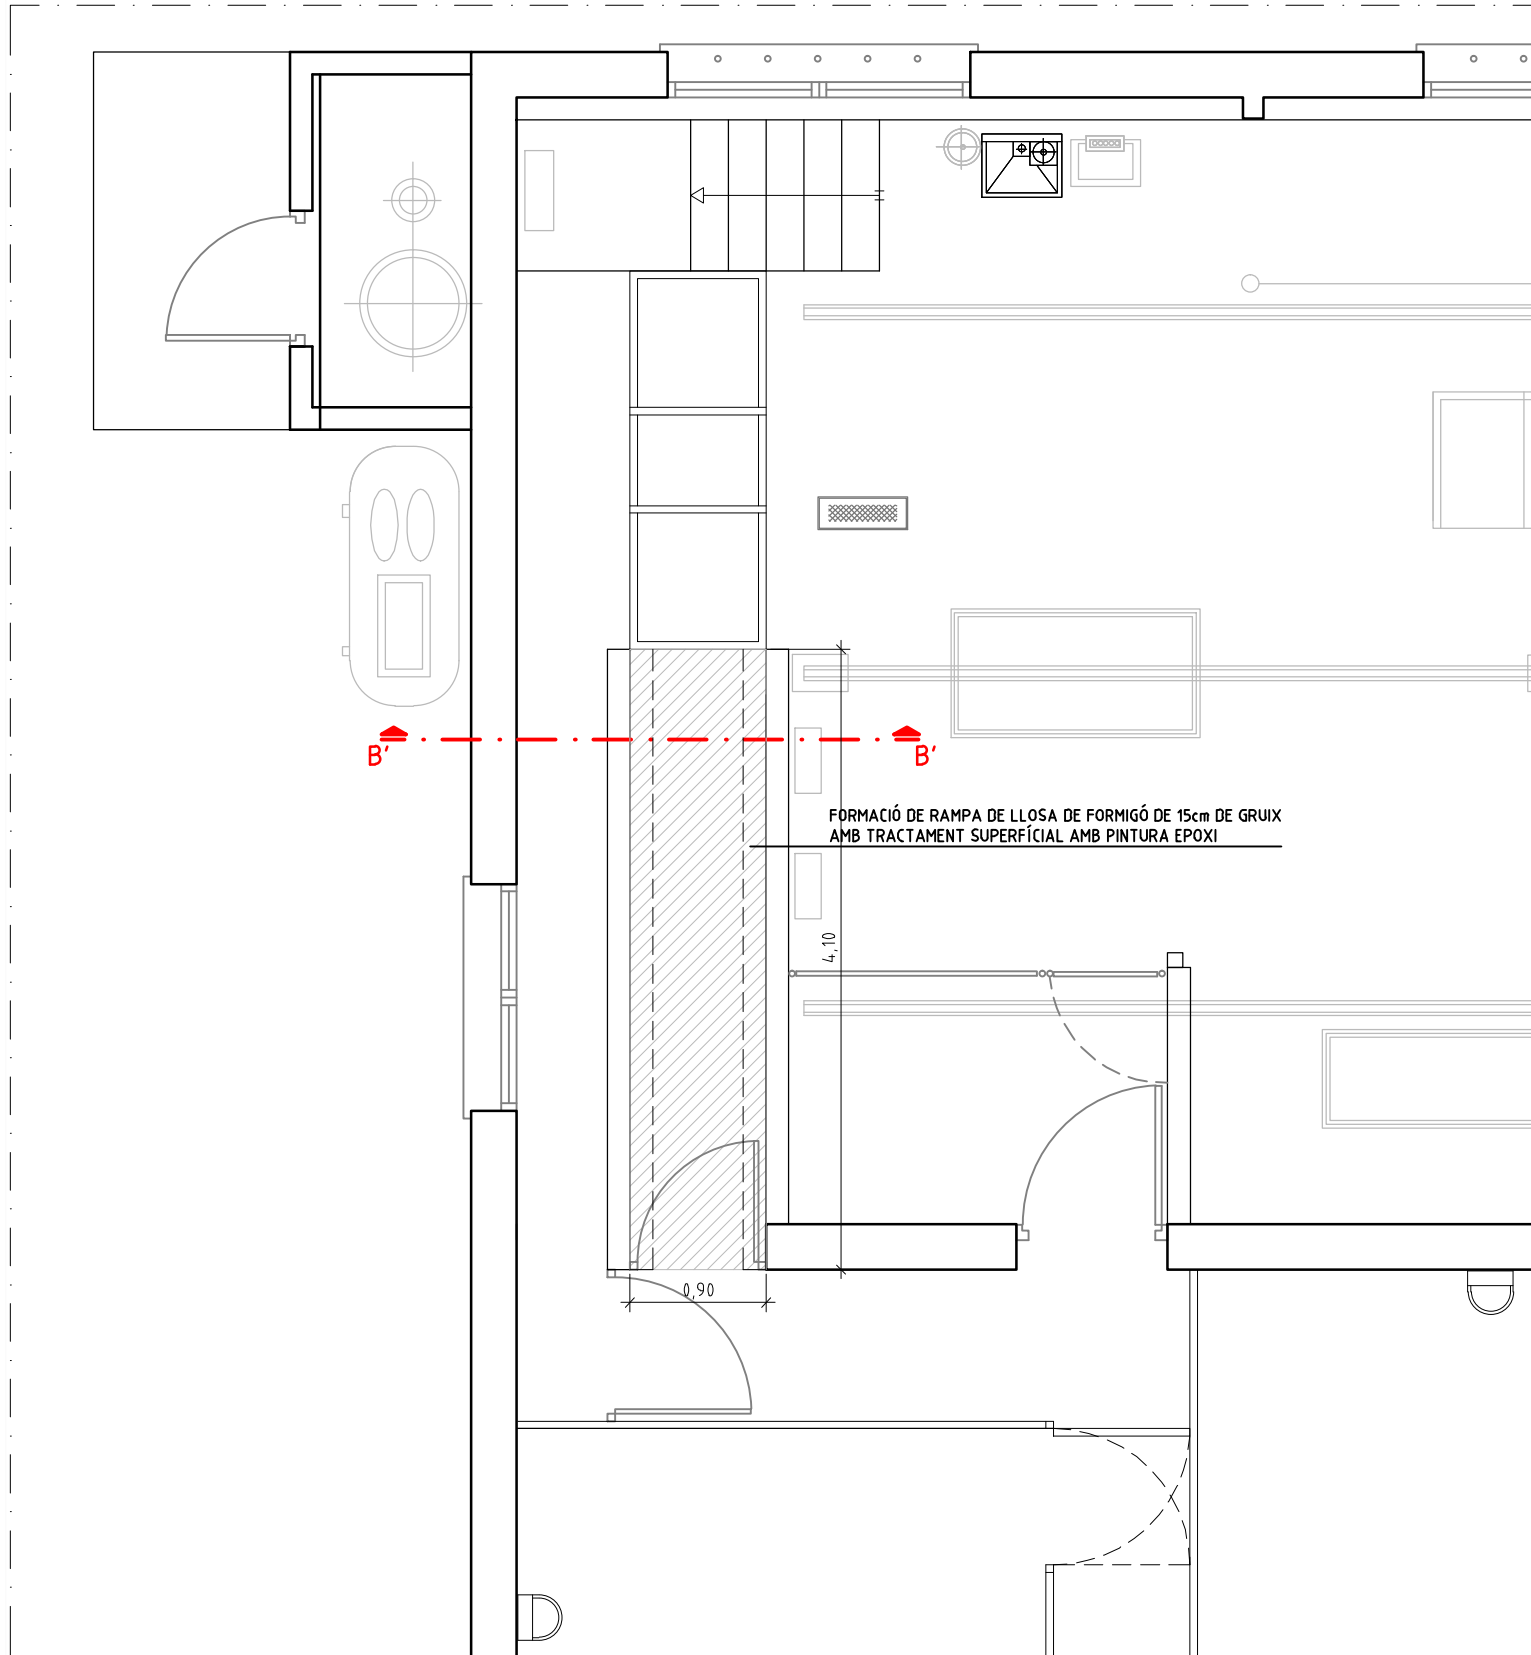 B'
B'
FORMACIÓ DE RAMPA DE LLOSA DE FORMIGÓ DE 15cm DE GRUIX
AMB TRACTAMENT SUPERFÍCIAL AMB PINTURA EPOXI
4,10
0,90